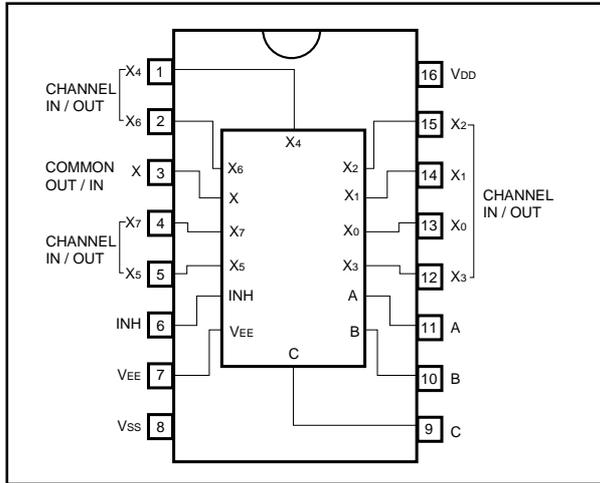 X4 1
CHANNEL
IN / OUT
X6 2
COMMON
OUT / IN
X 3
X7 4
CHANNEL
IN / OUT
X5 5
INH 6
VEE 7
VSS 8
X4
X6
X
X7
X5
INH
VEE
C
X2
X1
X0
X3
A
B
16 VDD
15 X2
14 X1
CHANNEL
IN / OUT
13 X0
12 X3
11 A
10 B
9 C